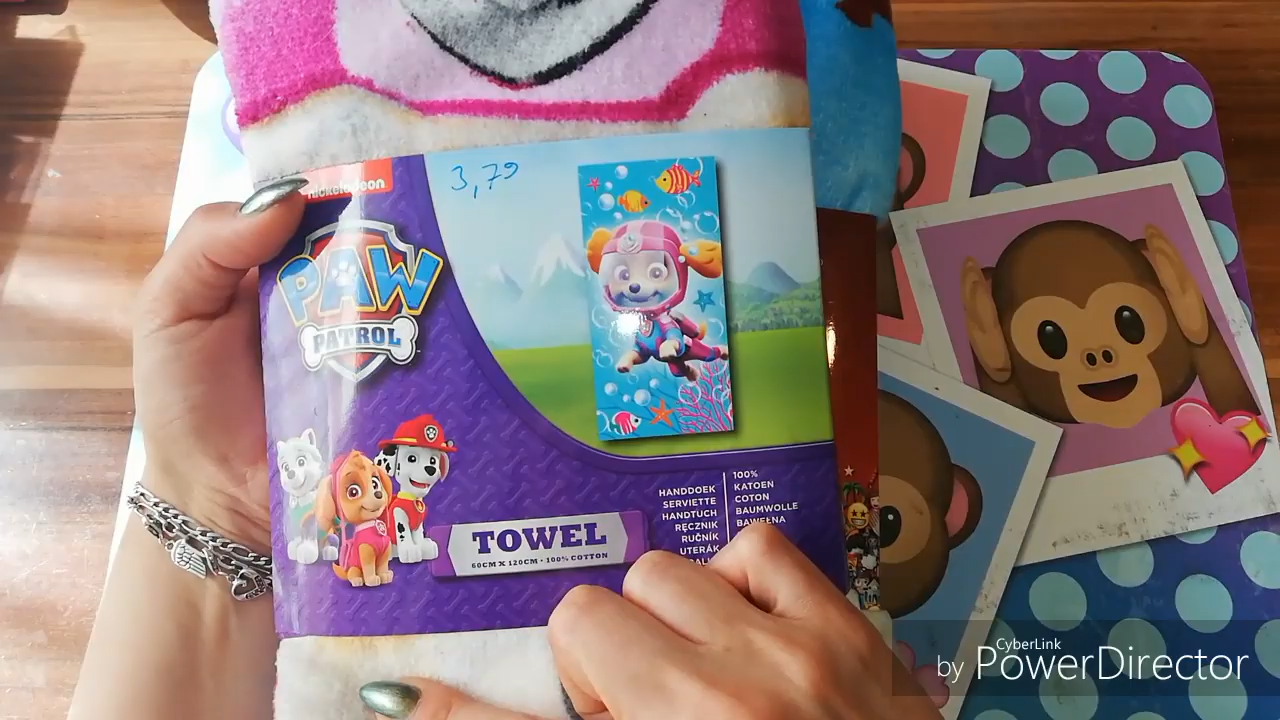 nickelodeon
3,79
PAW
PATROL
TOWEL
60CM X 120CM • 100% COTTON
HANDDOEK
SERVIETTE
HANDTUCH
RĘCZNIK
RUČNÍK
UTERÁK
100%
KATOEN
COTON
BAUMWOLLE
BAWEŁNA
CyberLink
by PowerDirector